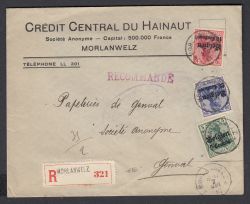 CRÉDIT CENTRAL DU HAINAUT
Société Anonyme - Capital : 500.000 Francs
MORLANWELZ
TÉLÉPHONE LL 201
RECOMMANDÉ
Papeteries de Genval
Société Anonyme
Genval
R
MORLANWELZ
321